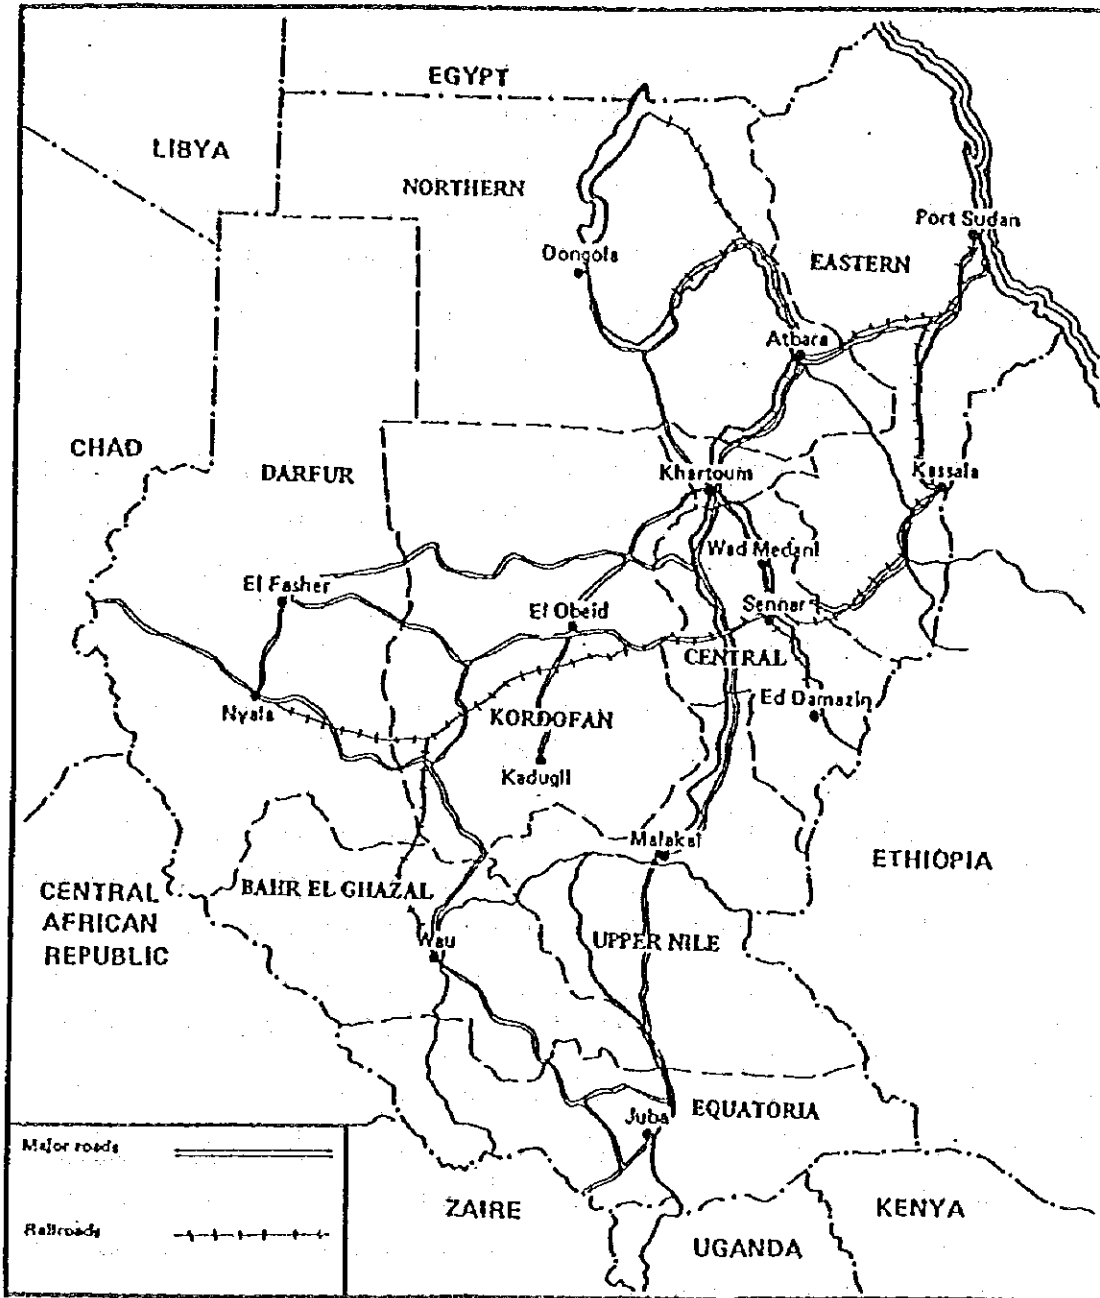 EGYPT
LIBYA
NORTHERN
Port Sudan
Dongola
EASTERN
Atbara
CHAD
DARFUR
Khartoum
Kassala
Wad Medani
El Fasher
El Obeid
Sennar
CENTRAL
Ed Damazin
Nyala
KORDOFAN
Kadugli
Malakal
ETHIOPIA
CENTRAL
AFRICAN
REPUBLIC
BAHR EL GHAZAL
Wau
UPPER NILE
EQUATORIA
Juba
Major roads
ZAIRE
KENYA
Railroads
UGANDA